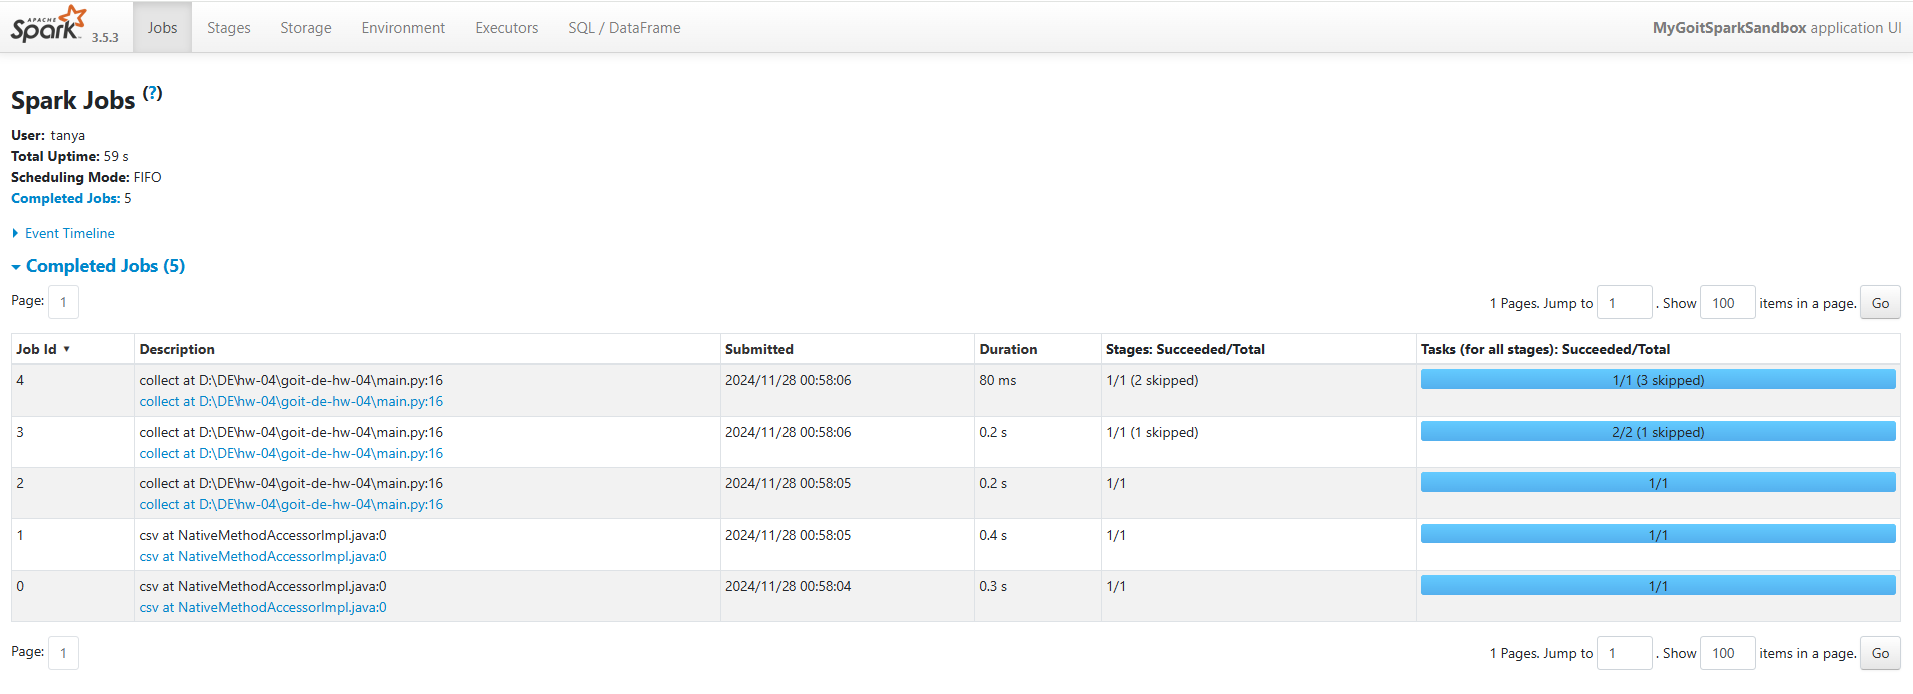 APACHE
Spark 3.5.3 Jobs Stages Storage Environment Executors SQL / DataFrame MyGoitSparkSandbox application UI
Spark Jobs (?)
User: tanya
Total Uptime: 59 s
Scheduling Mode: FIFO
Completed Jobs: 5
Event Timeline
Completed Jobs (5)
Page: 1 1 Pages. Jump to 1 . Show 100 items in a page. Go
Job Id ▾ Description Submitted Duration Stages: Succeeded/Total Tasks (for all stages): Succeeded/Total
4 collect at D:\DE\hw-04\goit-de-hw-04\main.py:16 2024/11/28 00:58:06 80 ms 1/1 (2 skipped) 1/1 (3 skipped)
collect at D:\DE\hw-04\goit-de-hw-04\main.py:16
3 collect at D:\DE\hw-04\goit-de-hw-04\main.py:16 2024/11/28 00:58:06 0.2 s 1/1 (1 skipped) 2/2 (1 skipped)
collect at D:\DE\hw-04\goit-de-hw-04\main.py:16
2 collect at D:\DE\hw-04\goit-de-hw-04\main.py:16 2024/11/28 00:58:05 0.2 s 1/1 1/1
collect at D:\DE\hw-04\goit-de-hw-04\main.py:16
1 csv at NativeMethodAccessorImpl.java:0 2024/11/28 00:58:05 0.4 s 1/1 1/1
csv at NativeMethodAccessorImpl.java:0
0 csv at NativeMethodAccessorImpl.java:0 2024/11/28 00:58:04 0.3 s 1/1 1/1
csv at NativeMethodAccessorImpl.java:0
Page: 1 1 Pages. Jump to 1 . Show 100 items in a page. Go